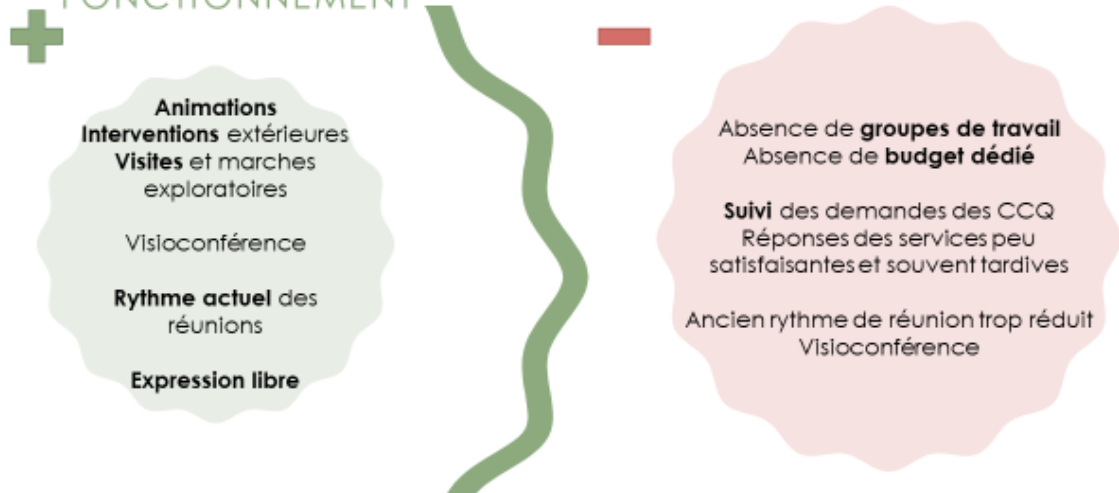 FONCTIONNEMENT
Animations
Interventions extérieures
Visites et marches
exploratoires
Visioconférence
Rythme actuel des
réunions
Expression libre
Absence de groupes de travail
Absence de budget dédié
Suivi des demandes des CCQ
Réponses des services peu
satisfaisantes et souvent tardives
Ancien rythme de réunion trop réduit
Visioconférence